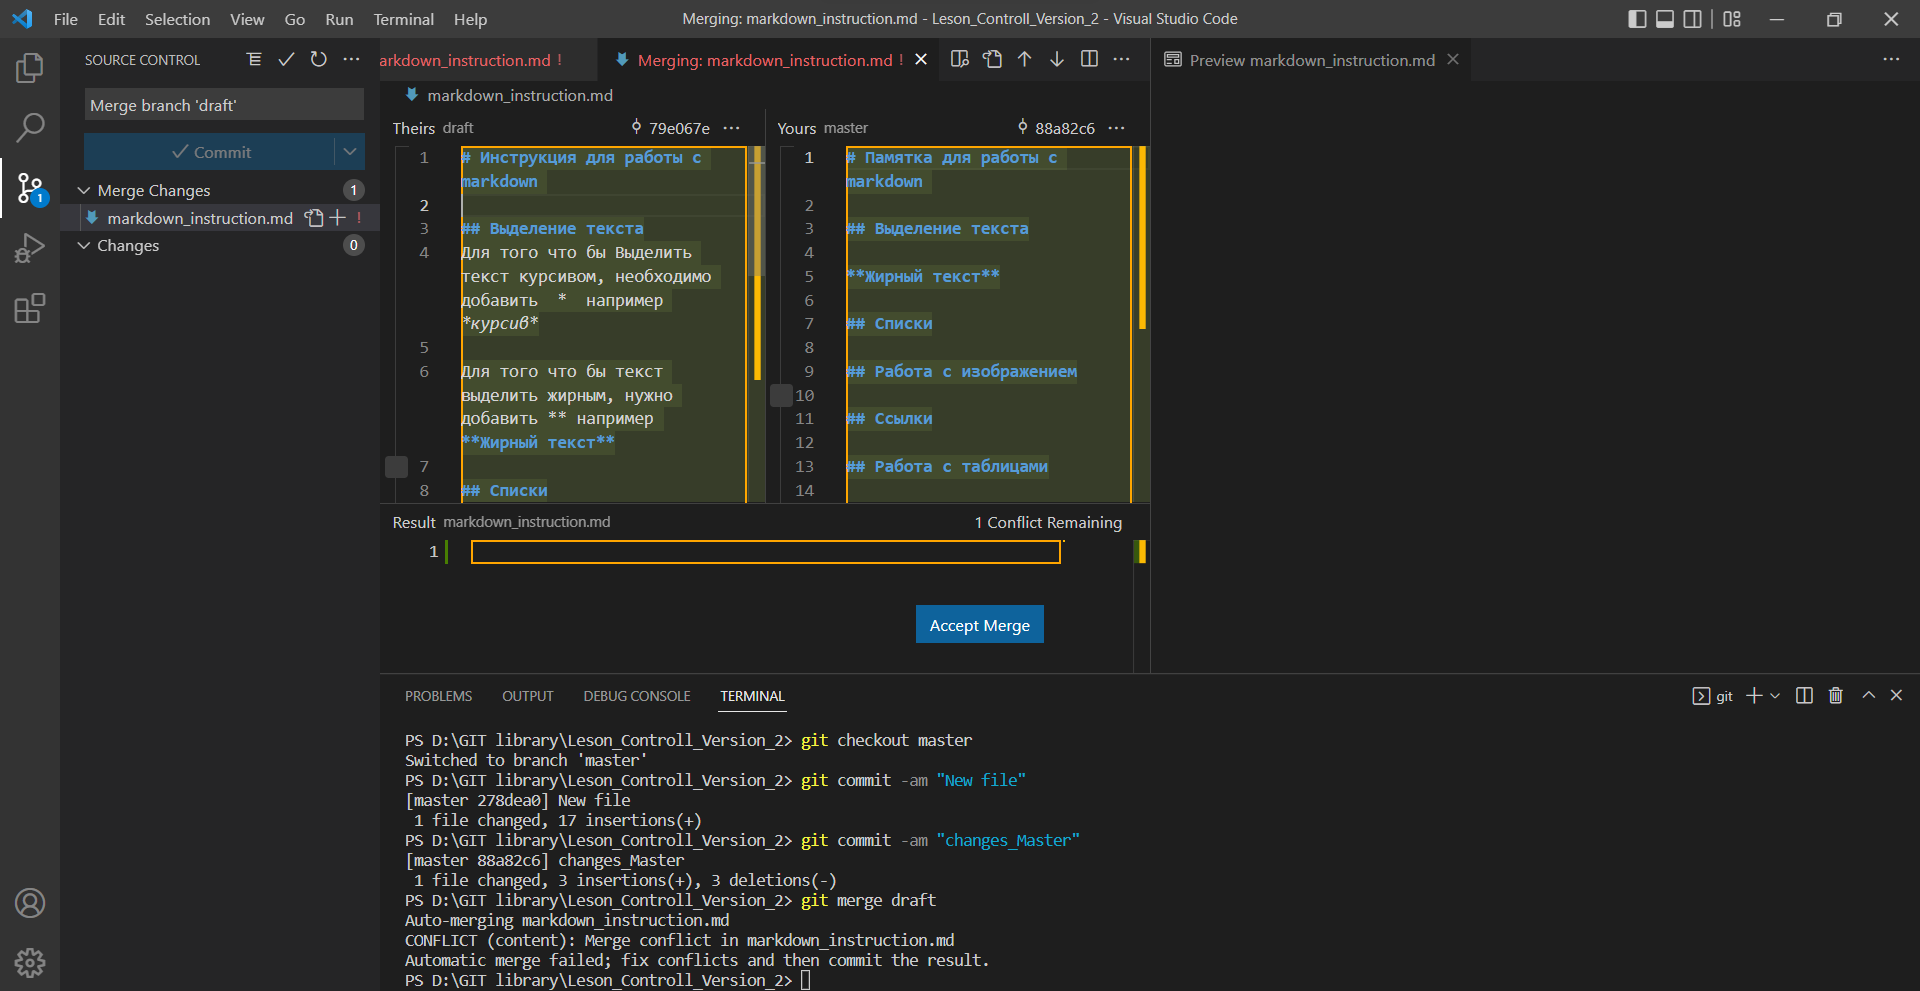 File Edit Selection View Go Run Terminal Help
Merging: markdown_instruction.md - Leson_Controll_Version_2 - Visual Studio Code
SOURCE CONTROL
Merge branch 'draft'
Commit
Merge Changes 1
markdown_instruction.md !
Changes 0
1
arkdown_instruction.md !
Merging: markdown_instruction.md !
markdown_instruction.md
Theirs draft 79e067e
1 # Инструкция для работы с
markdown
2
3 ## Выделение текста
4 Для того что бы Выделить
текст курсивом, необходимо
добавить * например
*курсив*
5
6 Для того что бы текст
выделить жирным, нужно
добавить ** например
**Жирный текст**
7
8 ## Списки
Yours master 88a82c6
1 # Памятка для работы с
markdown
2
3 ## Выделение текста
4
5 **Жирный текст**
6
7 ## Списки
8
9 ## Работа с изображением
10
11 ## Ссылки
12
13 ## Работа с таблицами
14
Result markdown_instruction.md 1 Conflict Remaining
1
Accept Merge
Preview markdown_instruction.md
PROBLEMS OUTPUT DEBUG CONSOLE TERMINAL
git
PS D:\GIT library\Leson_Controll_Version_2> git checkout master
Switched to branch 'master'
PS D:\GIT library\Leson_Controll_Version_2> git commit -am "New file"
[master 278dea0] New file
1 file changed, 17 insertions(+)
PS D:\GIT library\Leson_Controll_Version_2> git commit -am "changes_Master"
[master 88a82c6] changes_Master
1 file changed, 3 insertions(+), 3 deletions(-)
PS D:\GIT library\Leson_Controll_Version_2> git merge draft
Auto-merging markdown_instruction.md
CONFLICT (content): Merge conflict in markdown_instruction.md
Automatic merge failed; fix conflicts and then commit the result.
PS D:\GIT library\Leson_Controll_Version_2>